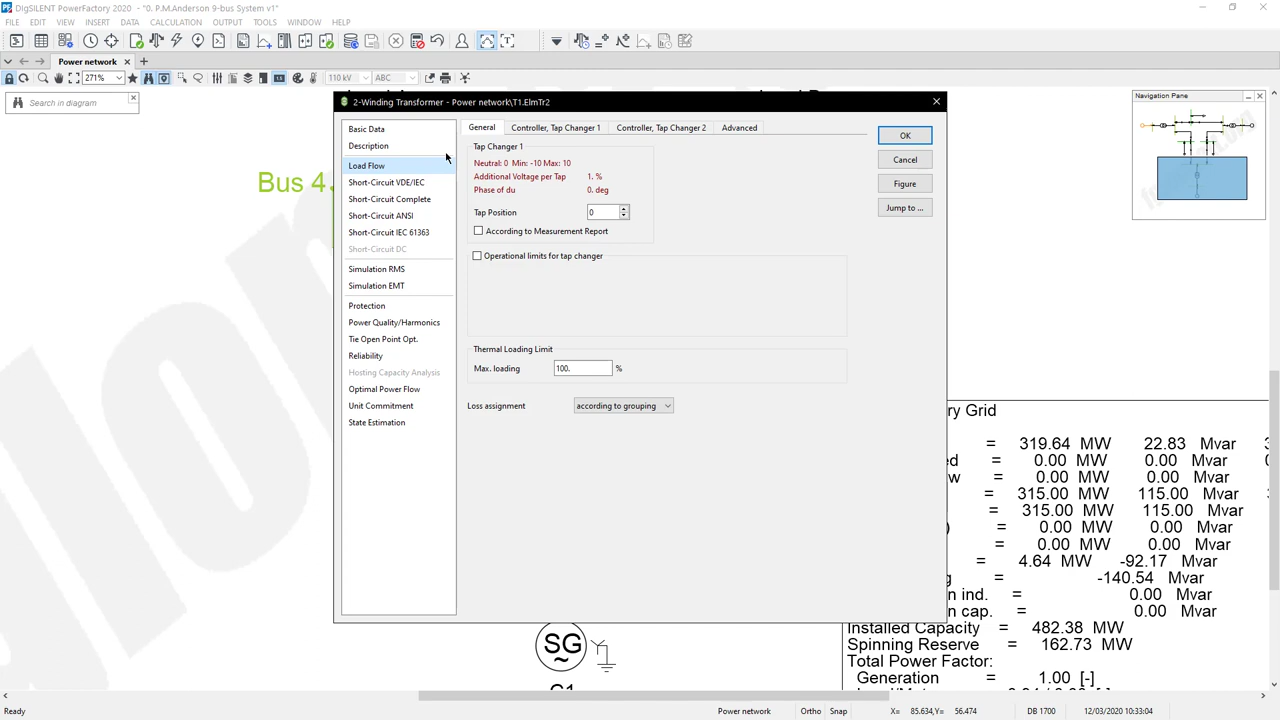 DIgSILENT PowerFactory 2020 - "0. P.M.Anderson 9-bus System v1"
FILE EDIT VIEW INSERT DATA CALCULATION OUTPUT TOOLS WINDOW HELP
Power network
271% 110 kV ABC
Search in diagram
Navigation Pane
2-Winding Transformer - Power network\T1.ElmTr2
Basic Data
Description
Load Flow
Short-Circuit VDE/IEC
Short-Circuit Complete
Short-Circuit ANSI
Short-Circuit IEC 61363
Short-Circuit DC
Simulation RMS
Simulation EMT
Protection
Power Quality/Harmonics
Tie Open Point Opt.
Reliability
Hosting Capacity Analysis
Optimal Power Flow
Unit Commitment
State Estimation
General Controller, Tap Changer 1 Controller, Tap Changer 2 Advanced
Tap Changer 1
Neutral: 0 Min: -10 Max: 10
Additional Voltage per Tap 1. %
Phase of du 0. deg
Tap Position 0
According to Measurement Report
Operational limits for tap changer
Thermal Loading Limit
Max. loading 100. %
Loss assignment according to grouping
OK
Cancel
Figure
Jump to ...
Bus 4
ry Grid
= 319.64 MW 22.83 Mvar
ed = 0.00 MW 0.00 Mvar
w = 0.00 MW 0.00 Mvar
= 315.00 MW 115.00 Mvar
= 315.00 MW 115.00 Mvar
) = 0.00 MW 0.00 Mvar
= 0.00 MW 0.00 Mvar
= 4.64 MW -92.17 Mvar
g = -140.54 Mvar
n ind. = 0.00 Mvar
n cap. = 0.00 Mvar
Installed Capacity = 482.38 MW
Spinning Reserve = 162.73 MW
Total Power Factor:
Generation = 1.00 [-]
SG
~
Ready
Power network Ortho Snap X= 85.634,Y= 56.474 DB 1700 12/03/2020 10:33:04